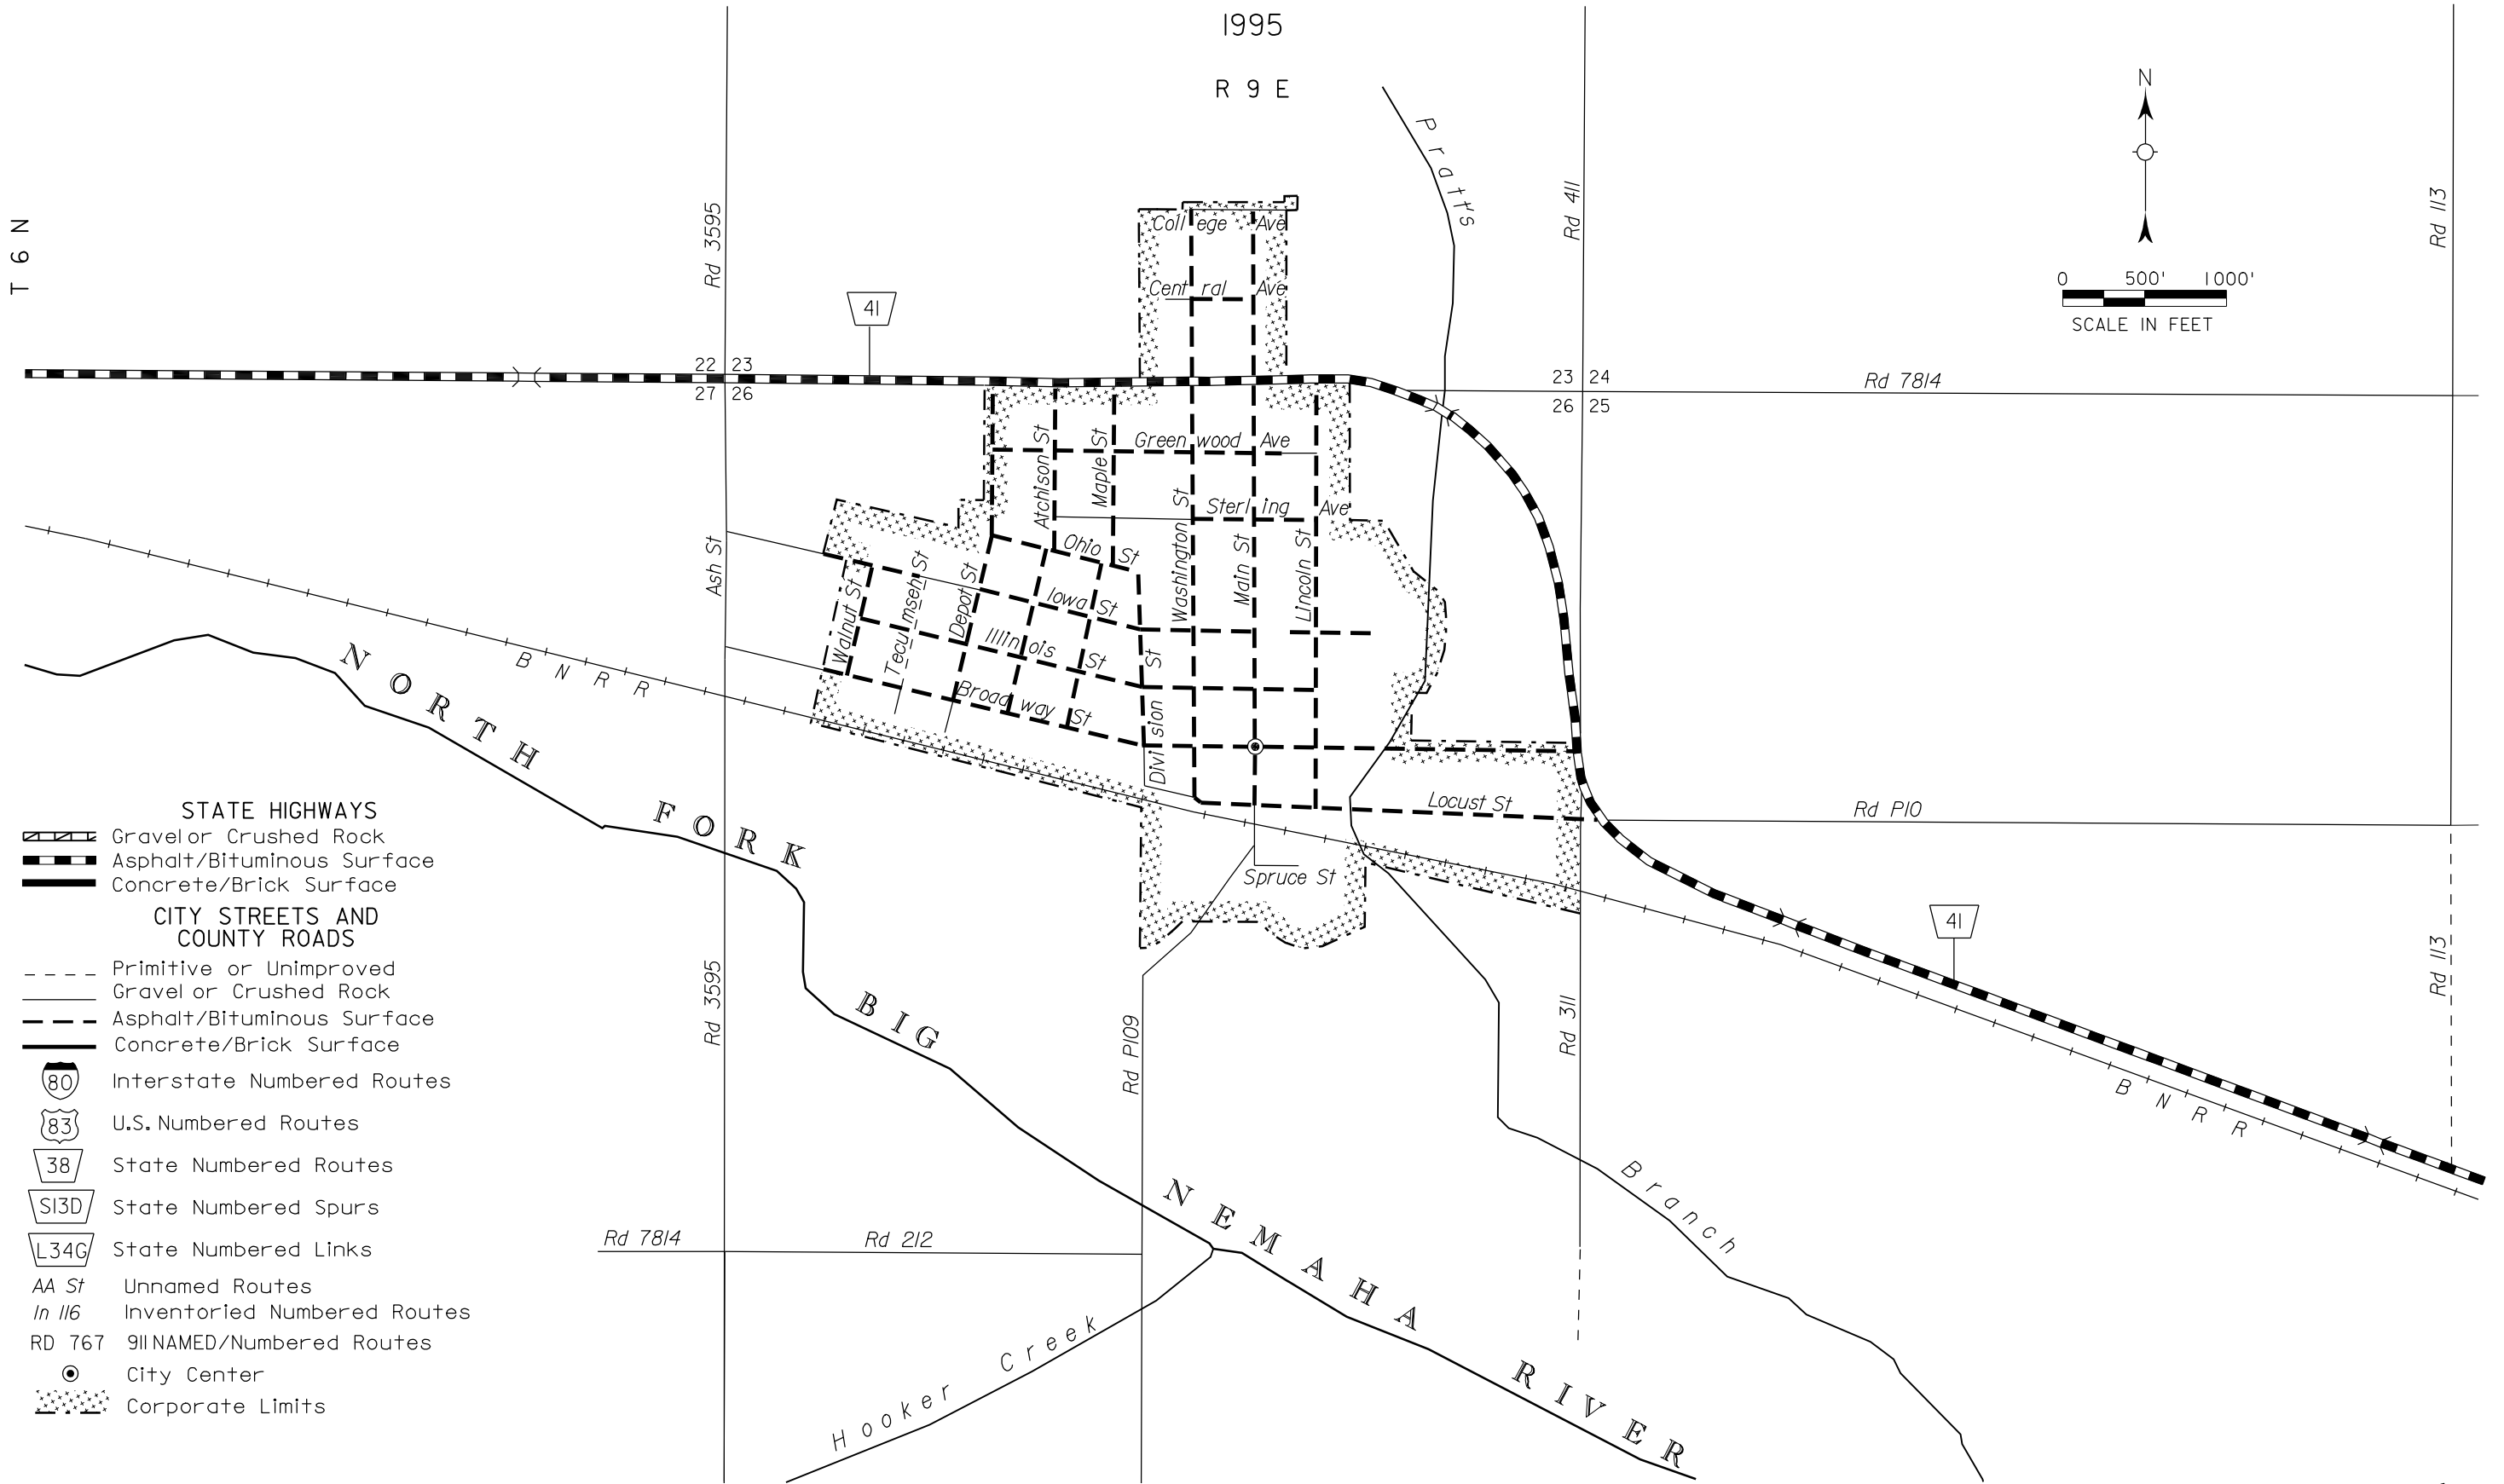 1995
R 9 E
T 6 N
N
0 500' 1000'
SCALE IN FEET
Pratt's
Rd 3595
Rd 411
Rd 113
41
College Ave
Central Ave
22 23
27 26
23 24
26 25
Rd 7814
Greenwood Ave
Sterling Ave
Atchison St
Maple St
Washington St
Main St
Lincoln St
Ash St
Ohio St
Iowa St
Illinois St
Broadway St
Walnut St
Tecumseh St
Depot St
Division St
Locust St
Spruce St
BNRR
NORTH FORK BIG NEMAHA RIVER
Rd P10
41
Rd 113
Rd 3595
Rd P109
Rd 311
BNRR
Branch
Rd 7814
Rd 212
Hooker Creek
STATE HIGHWAYS
Gravel or Crushed Rock
Asphalt/Bituminous Surface
Concrete/Brick Surface
CITY STREETS AND
COUNTY ROADS
Primitive or Unimproved
Gravel or Crushed Rock
Asphalt/Bituminous Surface
Concrete/Brick Surface
80 Interstate Numbered Routes
83 U.S. Numbered Routes
38 State Numbered Routes
S13D State Numbered Spurs
L34G State Numbered Links
AA St Unnamed Routes
In 116 Inventoried Numbered Routes
RD 767 911 NAMED/Numbered Routes
City Center
Corporate Limits